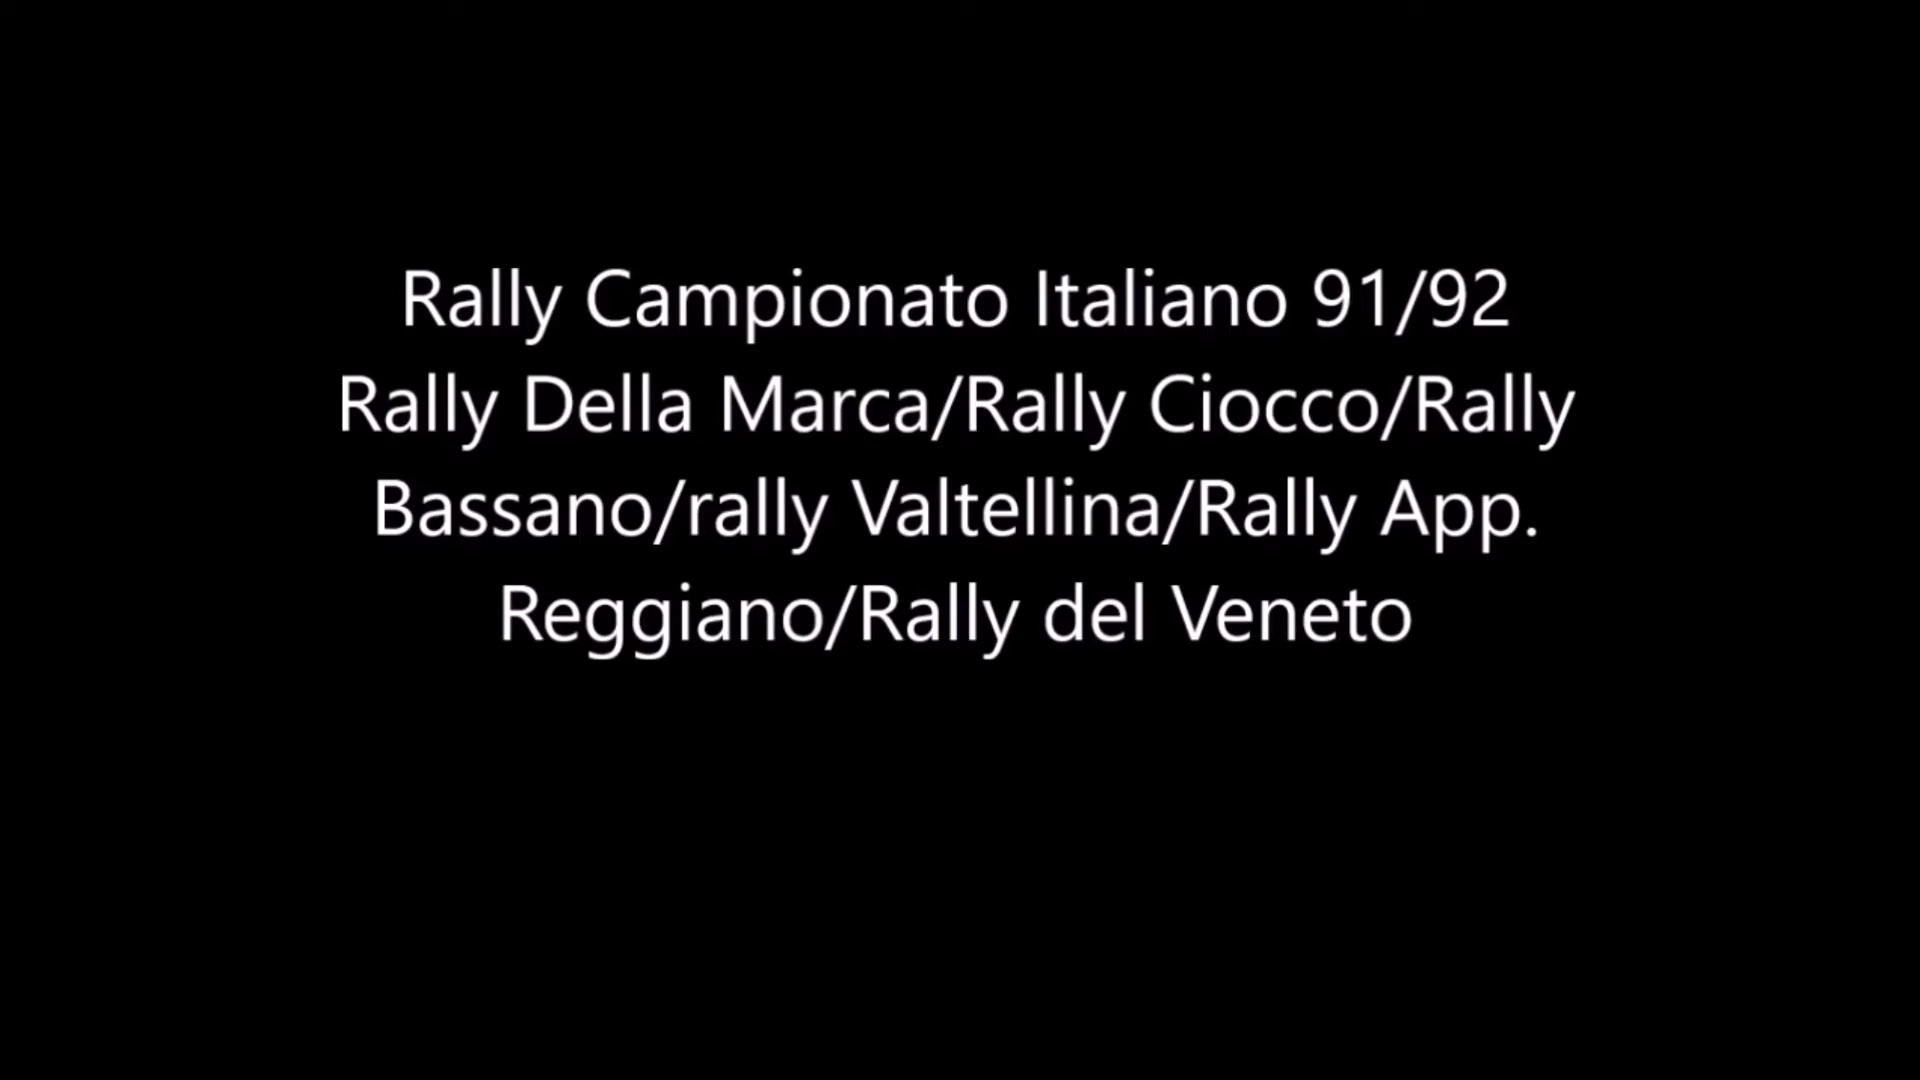 Rally Campionato Italiano 91/92
Rally Della Marca/Rally Ciocco/Rally
Bassano/rally Valtellina/Rally App.
Reggiano/Rally del Veneto